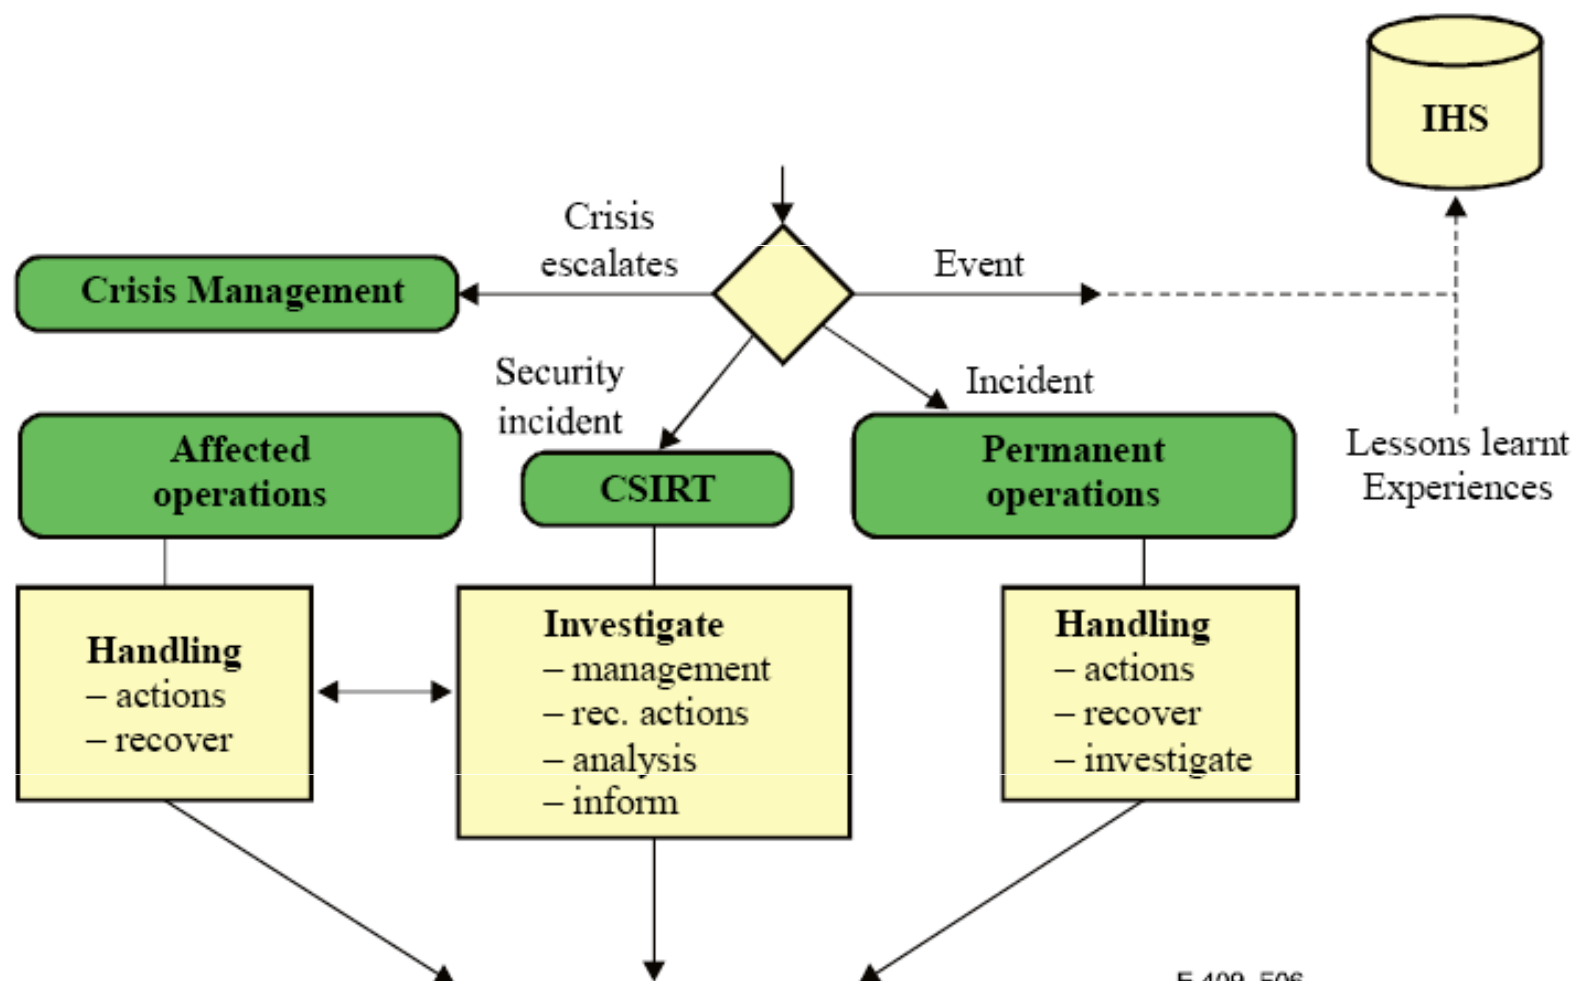 IHS
Crisis
escalates
Event
Crisis Management
Security
incident
Incident
Affected
operations
CSIRT
Permanent
operations
Lessons learnt
Experiences
Handling
– actions
– recover
Investigate
– management
– rec. actions
– analysis
– inform
Handling
– actions
– recover
– investigate